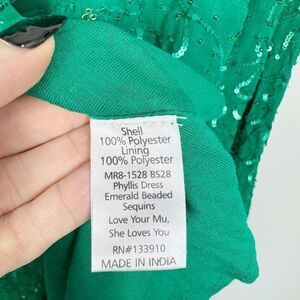 Shell
100% Polyester
Lining
100% Polyester
MR8-1528 BS28
Phyllis Dress
Emerald Beaded
Sequins
Love Your Mu,
She Loves You
RN#133910
MADE IN INDIA